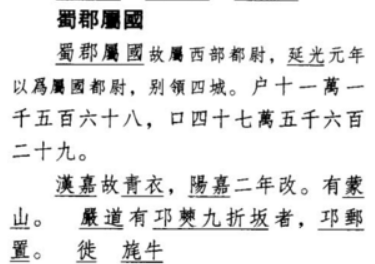 蜀郡屬國
蜀郡屬國故屬西部都尉，延光元年
以爲屬國都尉，别領四城。户十一萬一
千五百六十八，口四十七萬五千六百
二十九。
漢嘉故青衣，陽嘉二年改。有蒙
山。 嚴道有邛僰九折坂者，邛郵
置。 徙 旄牛